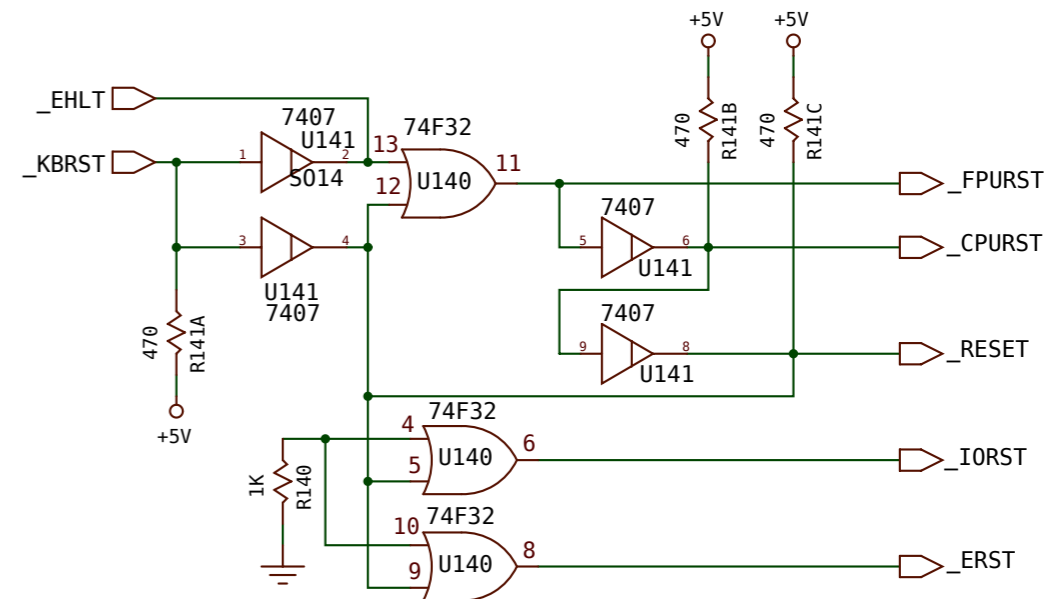 +5V
+5V
_EHLT
7407
U141
13
74F32
470
R141B
470
R141C
_KBRST
1
2
SO14
12
U140
11
_FPURST
7407
3
4
5
6
_CPURST
U141
U141
7407
7407
470
R141A
9
8
_RESET
U141
+5V
74F32
4
6
U140
_IORST
5
1K
R140
74F32
10
8
U140
_ERST
9